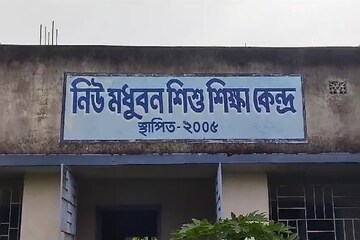 নিউ মধুবন শিশু শিক্ষা কেন্দ্র
স্থাপিত- ২০০৫